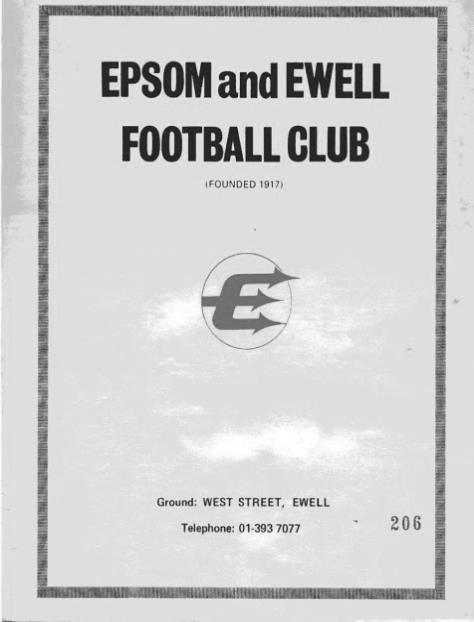 EPSOM and EWELL
FOOTBALL CLUB
(FOUNDED 1917)
E
Ground: WEST STREET, EWELL
Telephone: 01-393 7077
206